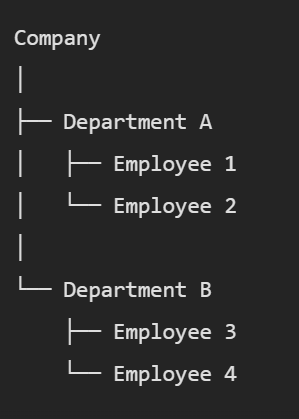 Company
│
├── Department A
│   ├── Employee 1
│   └── Employee 2
│
└── Department B
    ├── Employee 3
    └── Employee 4